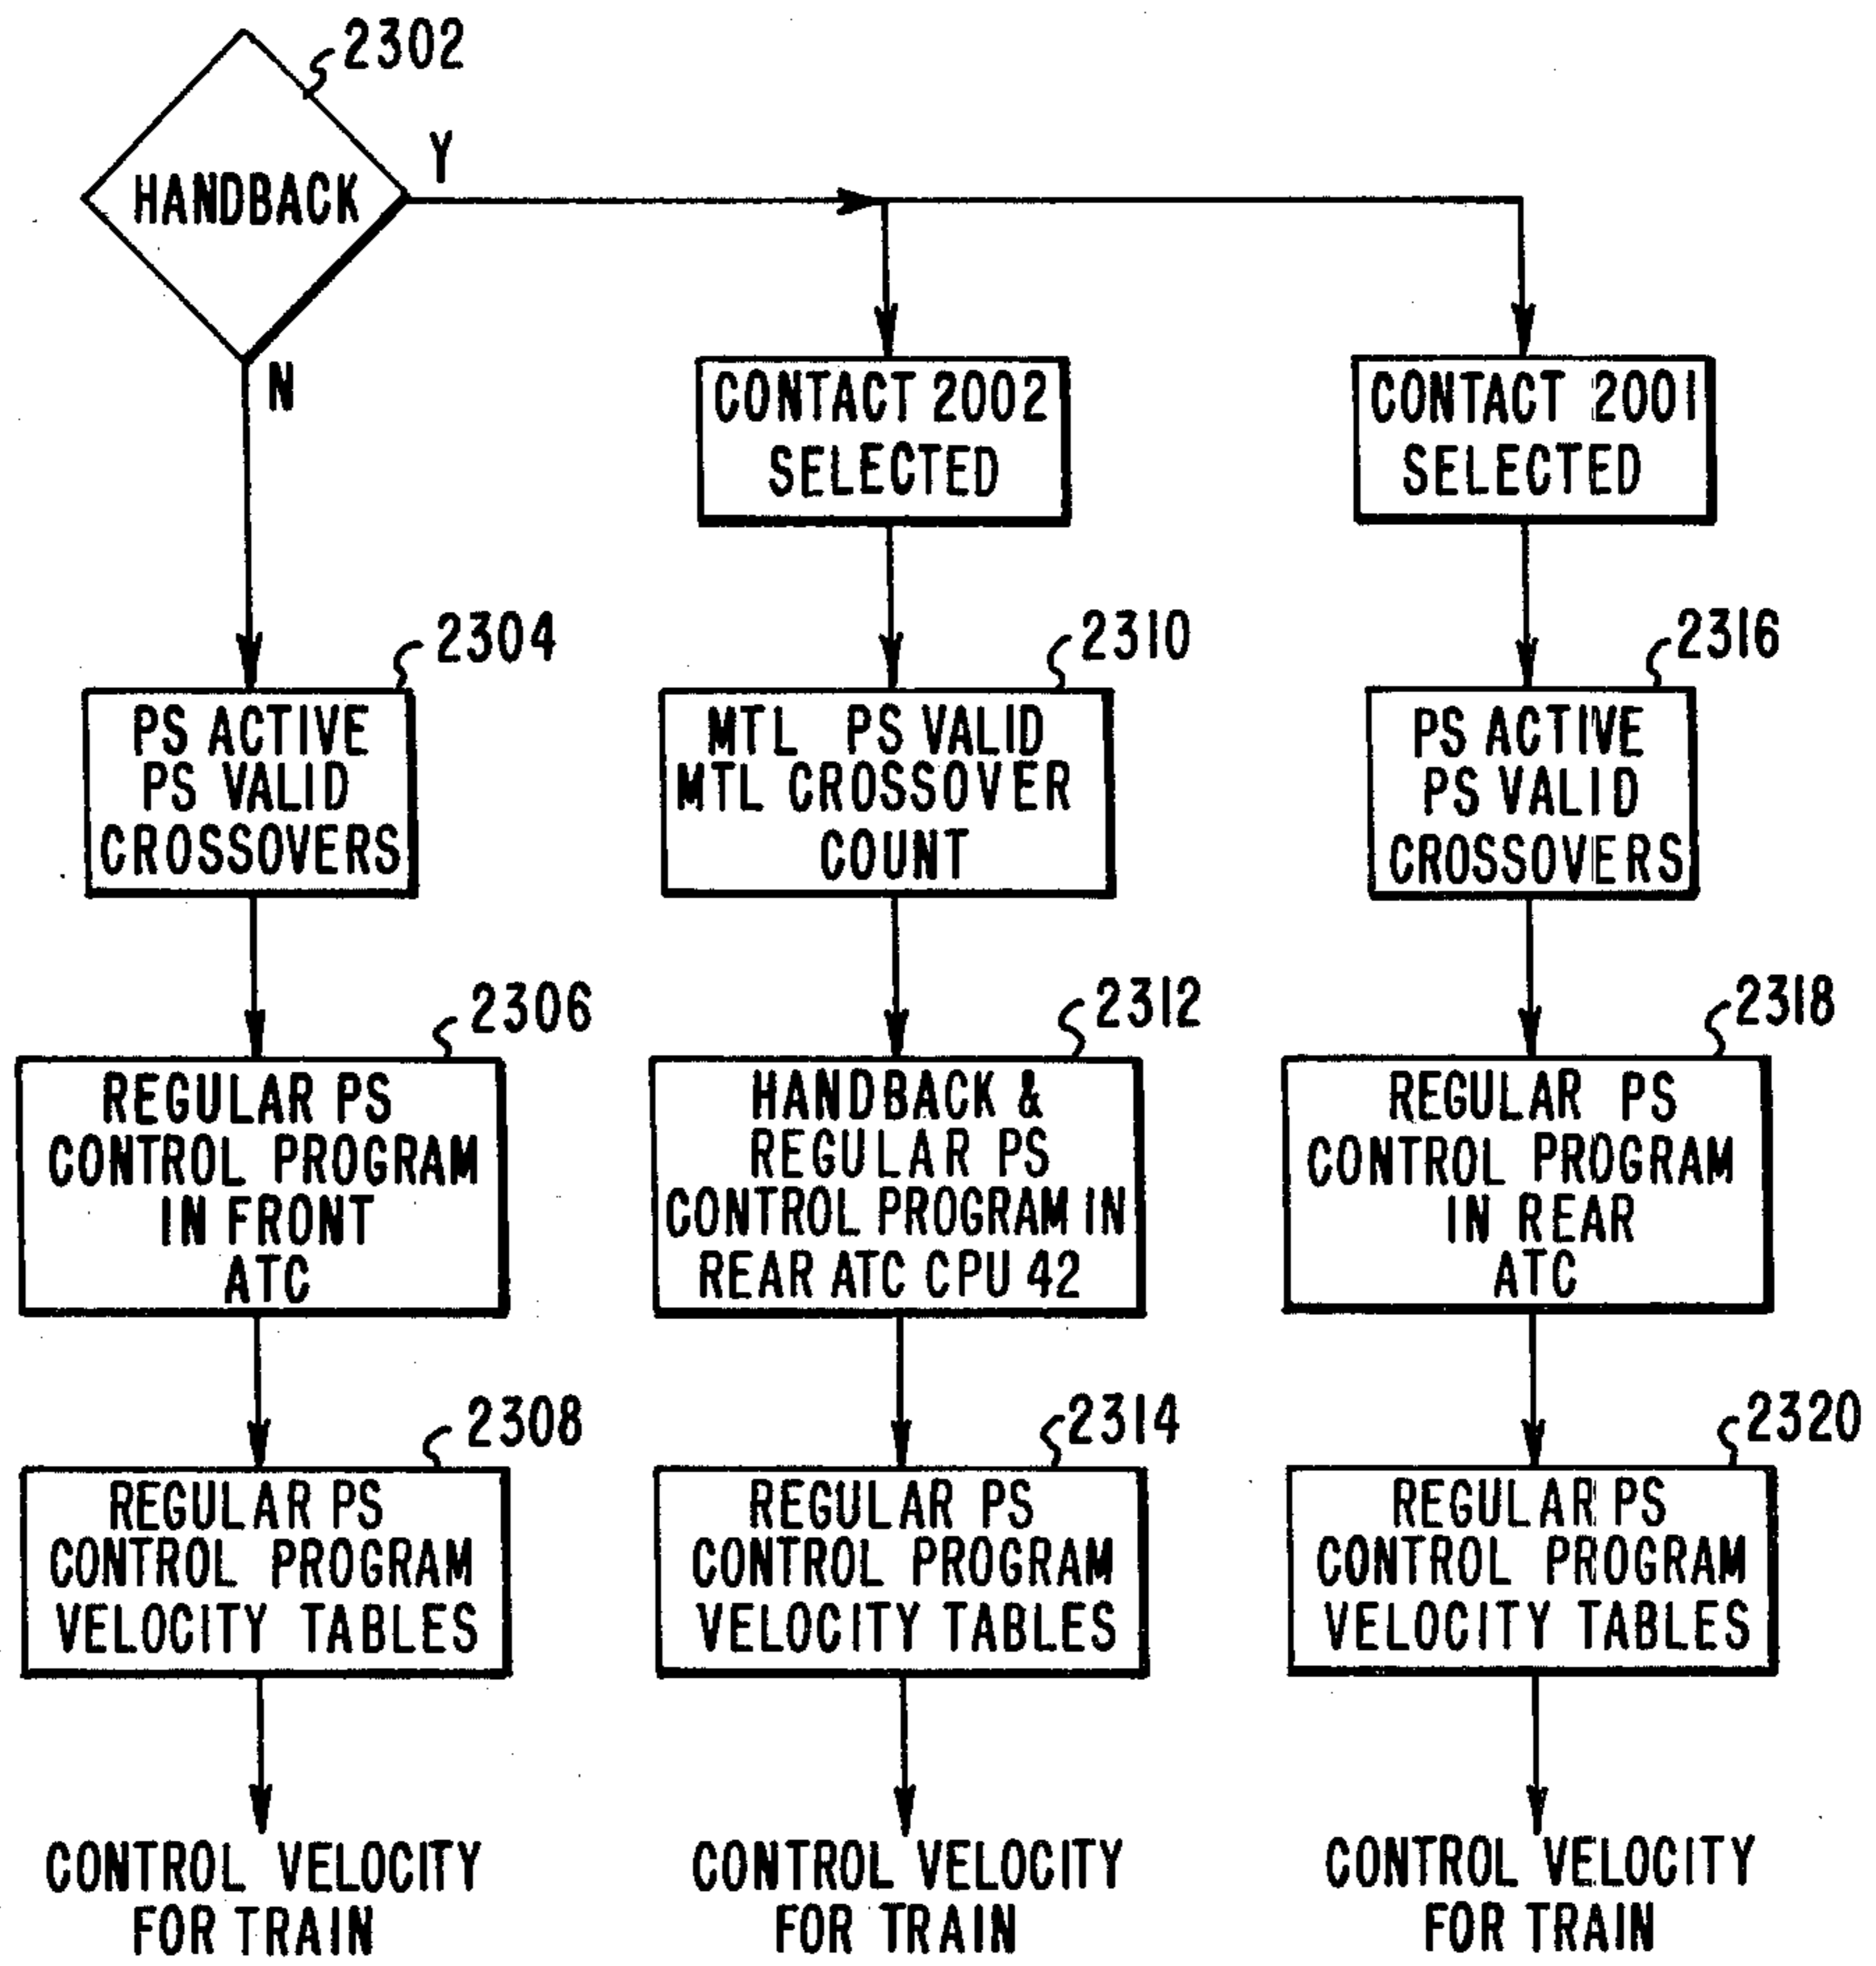 2302
HANDBACK
Y
N
CONTACT 2002
SELECTED
CONTACT 2001
SELECTED
2304
PS ACTIVE
PS VALID
CROSSOVERS
2310
MTL PS VALID
MTL CROSSOVER
COUNT
2316
PS ACTIVE
PS VALID
CROSSOVERS
2306
REGULAR PS
CONTROL PROGRAM
IN FRONT
ATC
2312
HANDBACK &
REGULAR PS
CONTROL PROGRAM IN
REAR ATC CPU 42
2318
REGULAR PS
CONTROL PROGRAM
IN REAR
ATC
2308
REGULAR PS
CONTROL PROGRAM
VELOCITY TABLES
2314
REGULAR PS
CONTROL PROGRAM
VELOCITY TABLES
2320
REGULAR PS
CONTROL PROGRAM
VELOCITY TABLES
CONTROL VELOCITY
FOR TRAIN
CONTROL VELOCITY
FOR TRAIN
CONTROL VELOCITY
FOR TRAIN